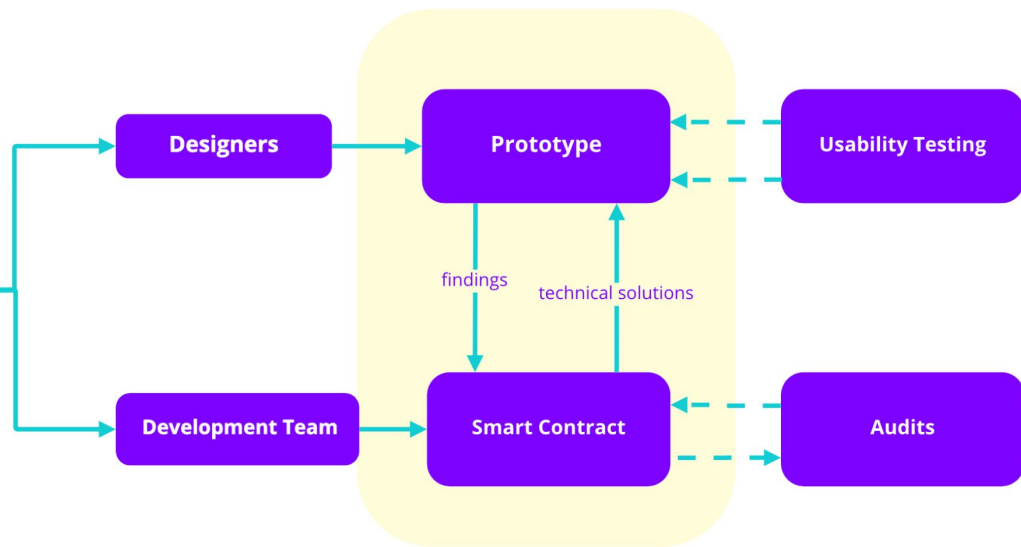 Designers
Prototype
Usability Testing
findings
technical solutions
Development Team
Smart Contract
Audits